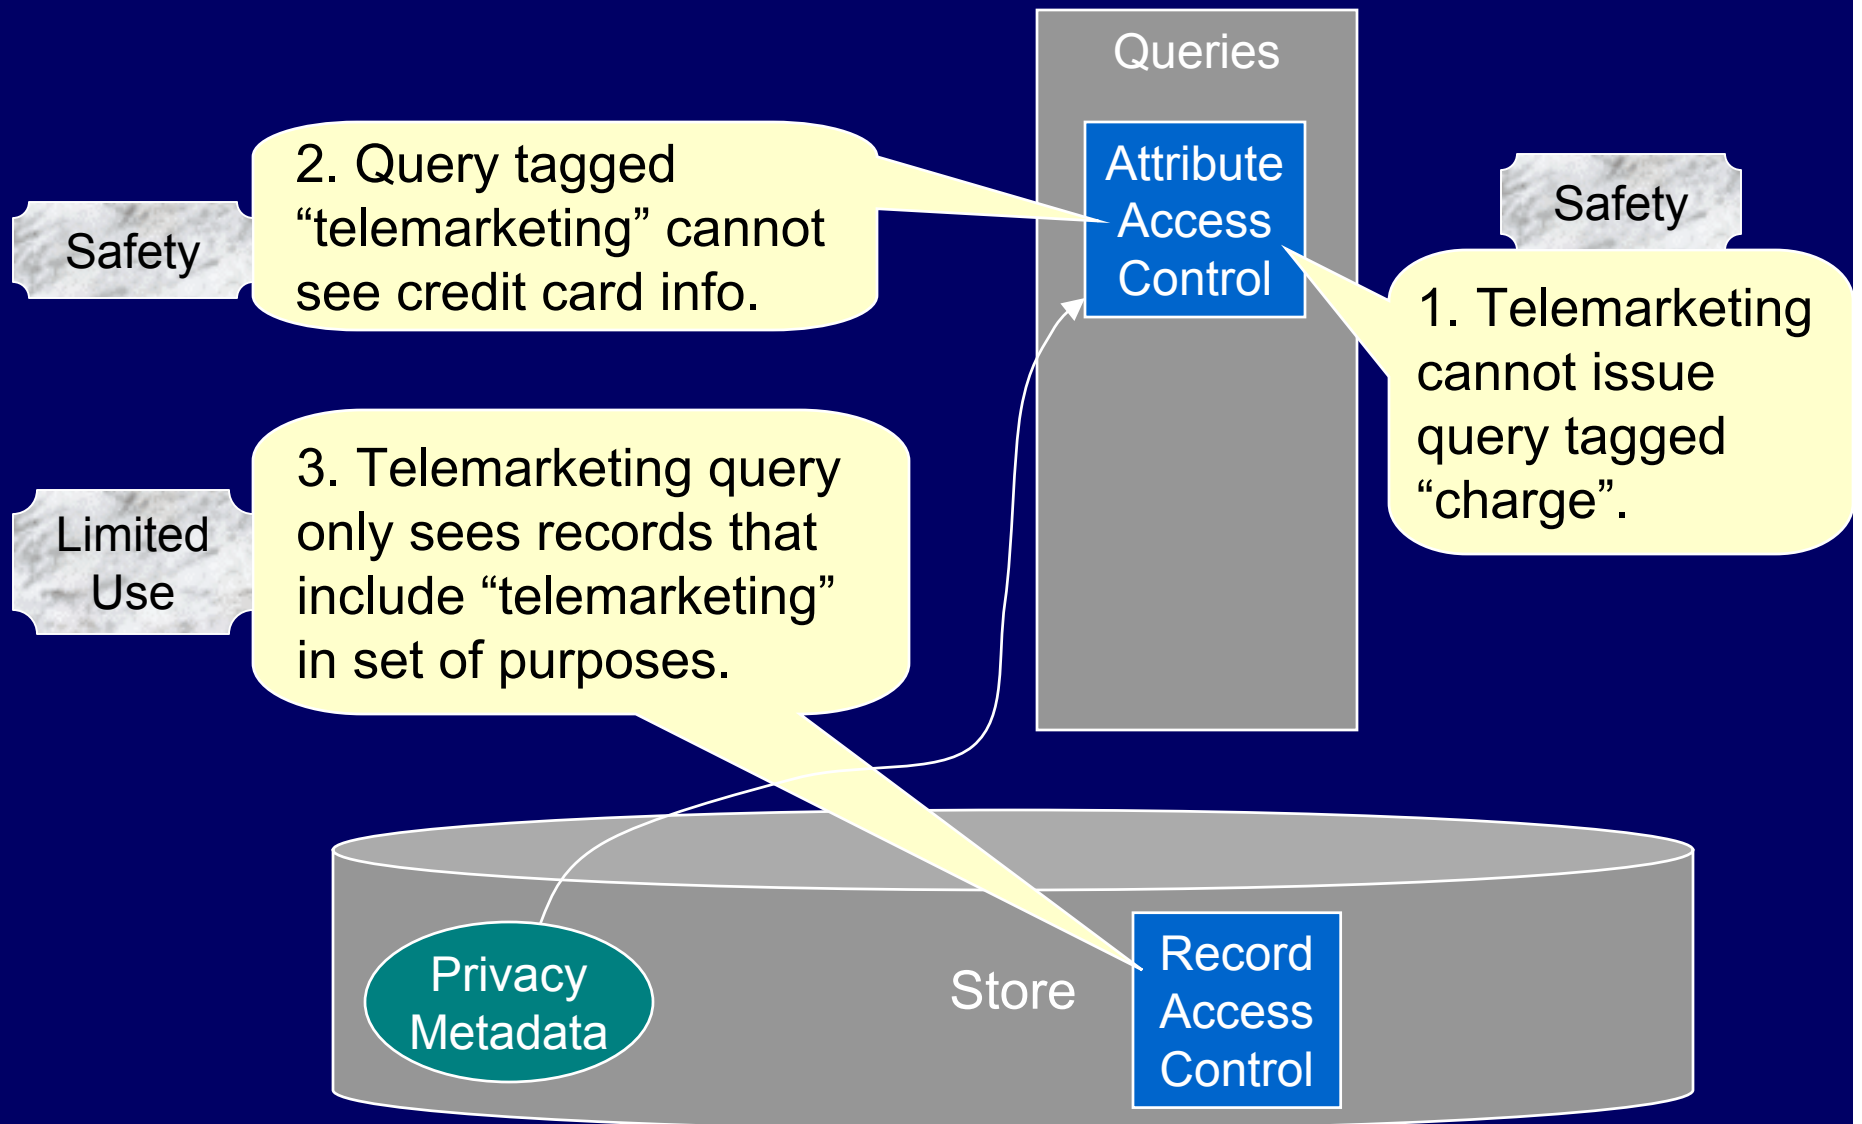 Queries
Attribute
Access
Control
Safety
2. Query tagged
“telemarketing” cannot
see credit card info.
Safety
1. Telemarketing
cannot issue
query tagged
“charge”.
Limited
Use
3. Telemarketing query
only sees records that
include “telemarketing”
in set of purposes.
Privacy
Metadata
Store
Record
Access
Control